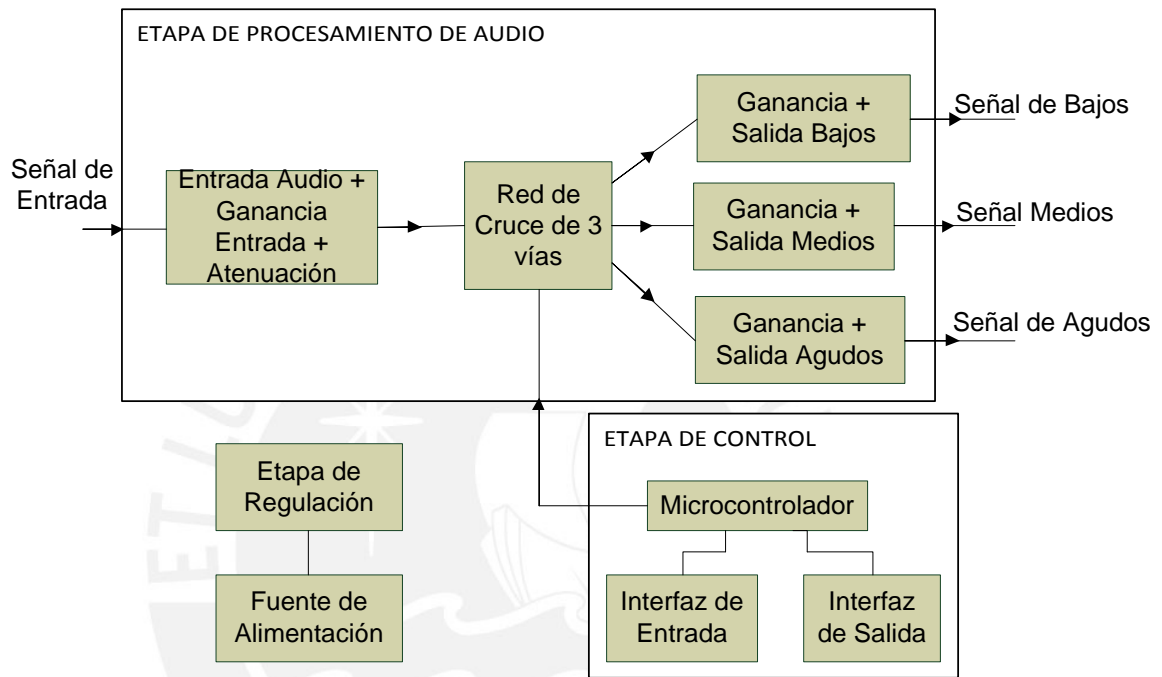 ETAPA DE PROCESAMIENTO DE AUDIO
Señal de
Entrada
Entrada Audio +
Ganancia
Entrada +
Atenuación
Red de
Cruce de 3
vías
Ganancia +
Salida Bajos
Señal de Bajos
Ganancia +
Salida Medios
Señal Medios
Ganancia +
Salida Agudos
Señal de Agudos
Etapa de
Regulación
Fuente de
Alimentación
ETAPA DE CONTROL
Microcontrolador
Interfaz de
Entrada
Interfaz
de Salida
ET LU